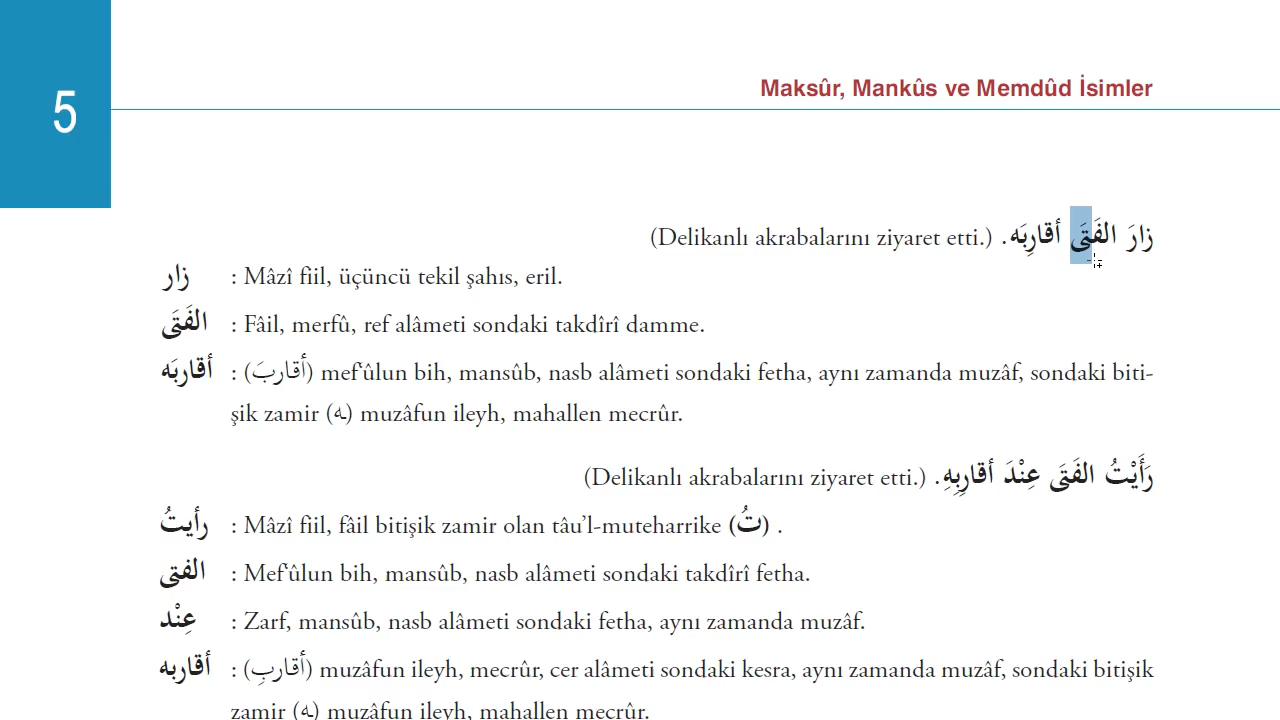 5
Maksûr, Mankûs ve Memdûd İsimler
زارَ الفَتَى أقارِبَه . (Delikanlı akrabalarını ziyaret etti.)
زار : Mâzî fiil, üçüncü tekil şahıs, eril.
الفَتَى : Fâil, merfû, ref alâmeti sondaki takdîrî damme.
أقاربَه : (أقاربَ) mef‘ûlun bih, mansûb, nasb alâmeti sondaki fetha, aynı zamanda muzâf, sondaki biti-
şik zamir (ـه) muzâfun ileyh, mahallen mecrûr.
رَأَيْتُ الفَتَى عِنْدَ أقارِبِهِ . (Delikanlı akrabalarını ziyaret etti.)
رأيتُ : Mâzî fiil, fâil bitişik zamir olan tâu’l-muteharrike (تُ) .
الفتى : Mef‘ûlun bih, mansûb, nasb alâmeti sondaki takdîrî fetha.
عِنْد : Zarf, mansûb, nasb alâmeti sondaki fetha, aynı zamanda muzâf.
أقاربه : (أقاربِ) muzâfun ileyh, mecrûr, cer alâmeti sondaki kesra, aynı zamanda muzâf, sondaki bitişik
zamir (ـه) muzâfun ileyh, mahallen mecrûr.